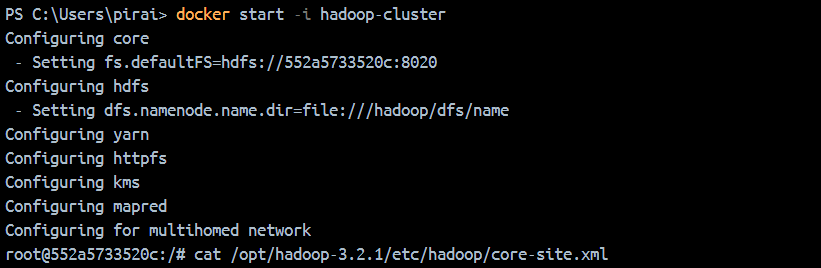 PS C:\Users\pirai> docker start -i hadoop-cluster
Configuring core
 - Setting fs.defaultFS=hdfs://552a5733520c:8020
Configuring hdfs
 - Setting dfs.namenode.name.dir=file:///hadoop/dfs/name
Configuring yarn
Configuring httpfs
Configuring kms
Configuring mapred
Configuring for multihomed network
root@552a5733520c:/# cat /opt/hadoop-3.2.1/etc/hadoop/core-site.xml